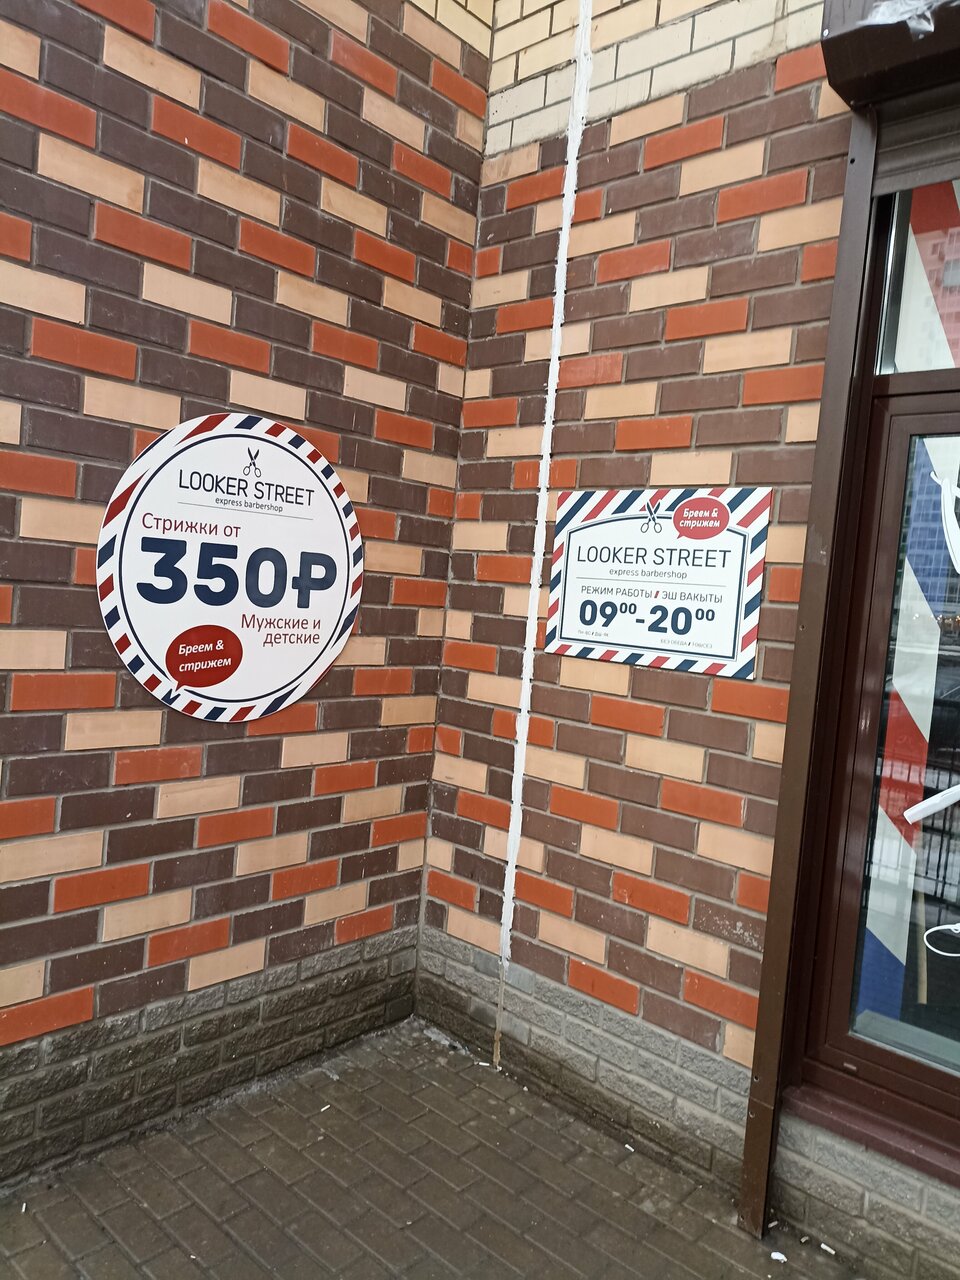 LOOKER STREET
express barbershop
Стрижки от
350₽
Мужские и
детские
Бреем &
стрижем
Бреем &
стрижем
LOOKER STREET
express barbershop
РЕЖИМ РАБОТЫ / ЭШ ВАКЫТЫ
09⁰⁰-20⁰⁰